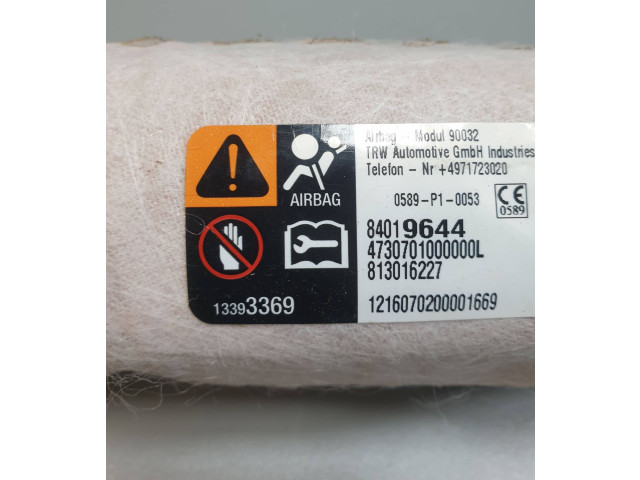 Airbag - Modul 90032
TRW Automotive GmbH Industries
Telefon - Nr +4971723020
AIRBAG
0589-P1-0053
CE
0589
84019644
4730701000000L
813016227
13393369
1216070200001669